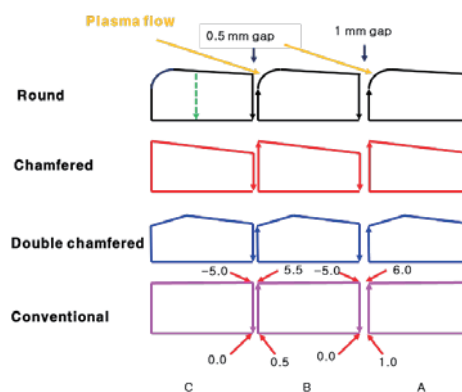 Plasma flow
0.5 mm gap
1 mm gap
Round
Chamfered
Double chamfered
−5.0 5.5 −5.0 6.0
Conventional
0.0 0.5 0.0 1.0
C B A